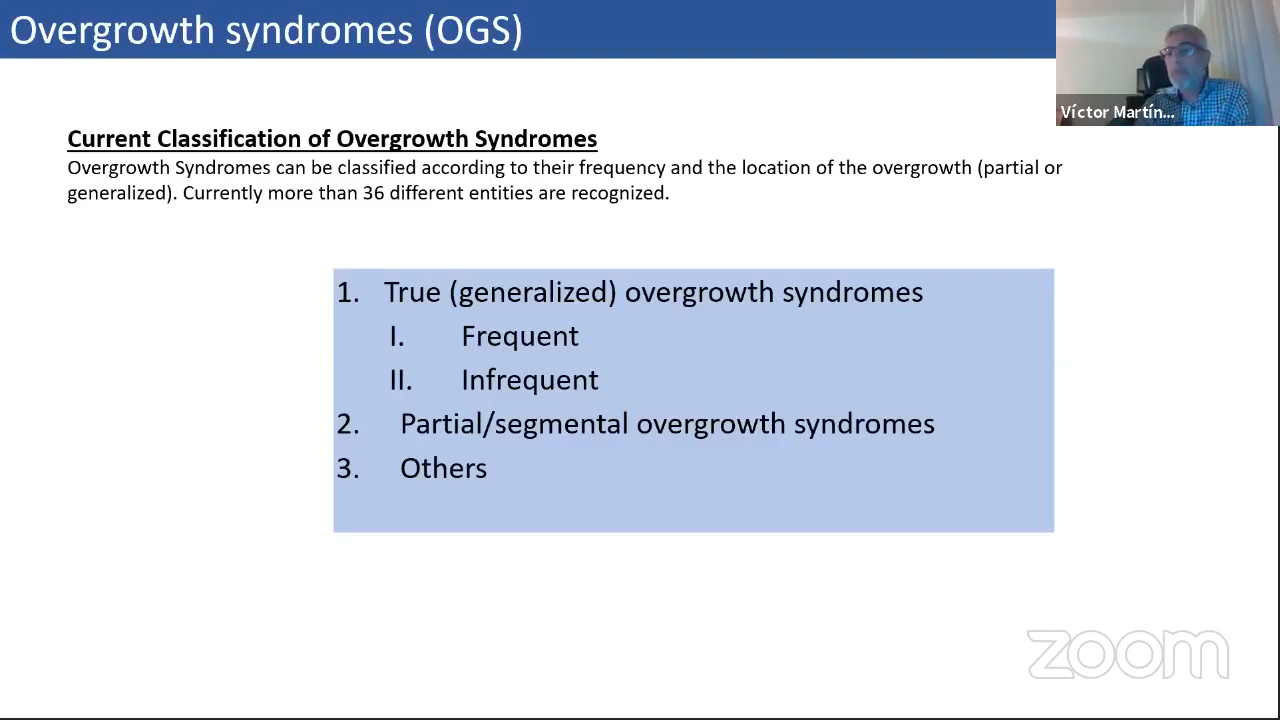 Overgrowth syndromes (OGS)
Víctor Martín...
Current Classification of Overgrowth Syndromes
Overgrowth Syndromes can be classified according to their frequency and the location of the overgrowth (partial or
generalized). Currently more than 36 different entities are recognized.
1. True (generalized) overgrowth syndromes
I. Frequent
II. Infrequent
2. Partial/segmental overgrowth syndromes
3. Others
zoom